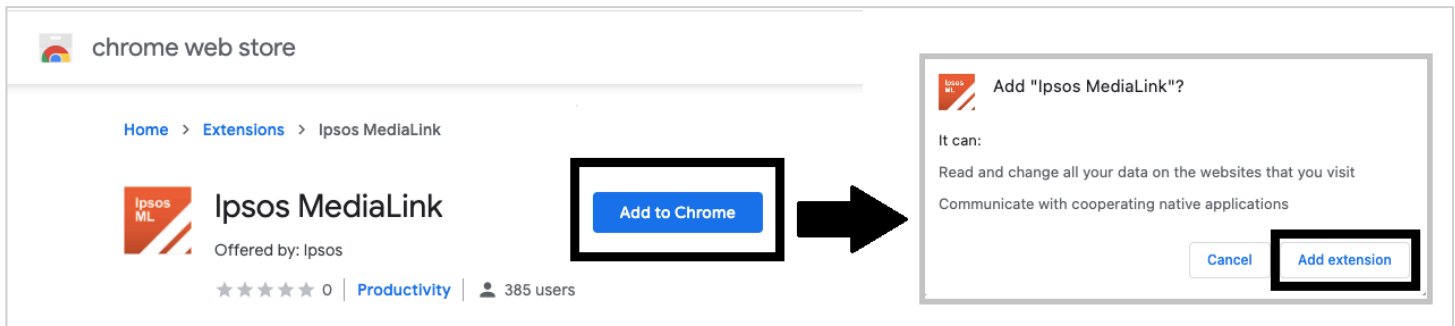 chrome web store
Home > Extensions > Ipsos MediaLink
Ipsos
ML
Ipsos MediaLink
Offered by: Ipsos
0 | Productivity | 385 users
Add to Chrome
Ipsos
ML
Add "Ipsos MediaLink"?
It can:
Read and change all your data on the websites that you visit
Communicate with cooperating native applications
Cancel
Add extension